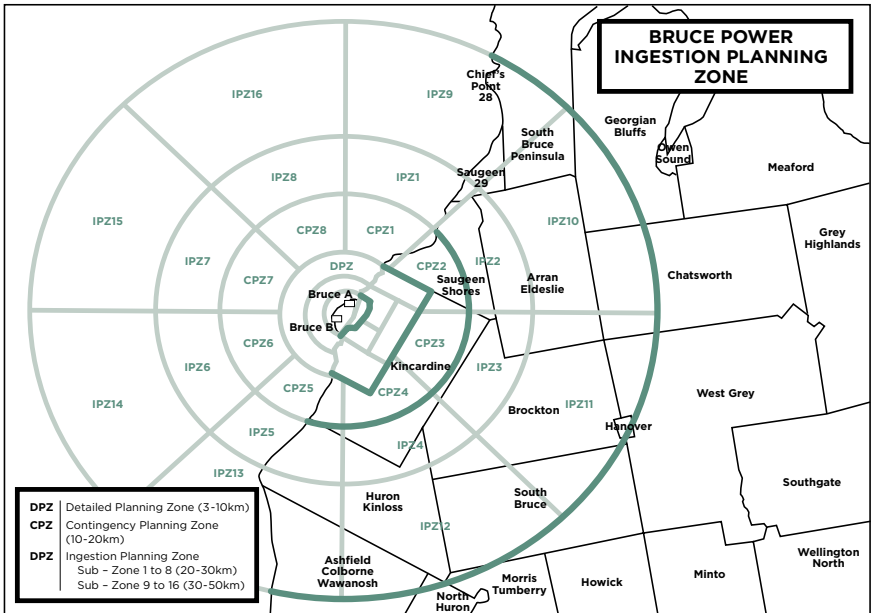 BRUCE POWER
INGESTION PLANNING
ZONE
IPZ16
IPZ9
Chief's
Point
28
Georgian
Bluffs
South
Bruce
Peninsula
Owen
Sound
Meaford
IPZ8
IPZ1
Saugeen
29
IPZ15
IPZ10
CPZ8
CPZ1
Grey
Highlands
IPZ7
DPZ
CPZ2
IPZ2
CPZ7
Saugeen
Shores
Arran
Eldeslie
Chatsworth
Bruce A
Bruce B
CPZ6
CPZ3
IPZ6
Kincardine
IPZ3
CPZ5
CPZ4
West Grey
IPZ14
Brockton
IPZ11
Hanover
IPZ5
IPZ4
IPZ13
Southgate
Huron
Kinloss
South
Bruce
IPZ12
DPZ Detailed Planning Zone (3-10km)
CPZ Contingency Planning Zone
(10-20km)
DPZ Ingestion Planning Zone
Sub – Zone 1 to 8 (20-30km)
Sub – Zone 9 to 16 (30-50km)
Ashfield
Colborne
Wawanosh
North
Huron
Morris
Tumberry
Howick
Minto
Wellington
North